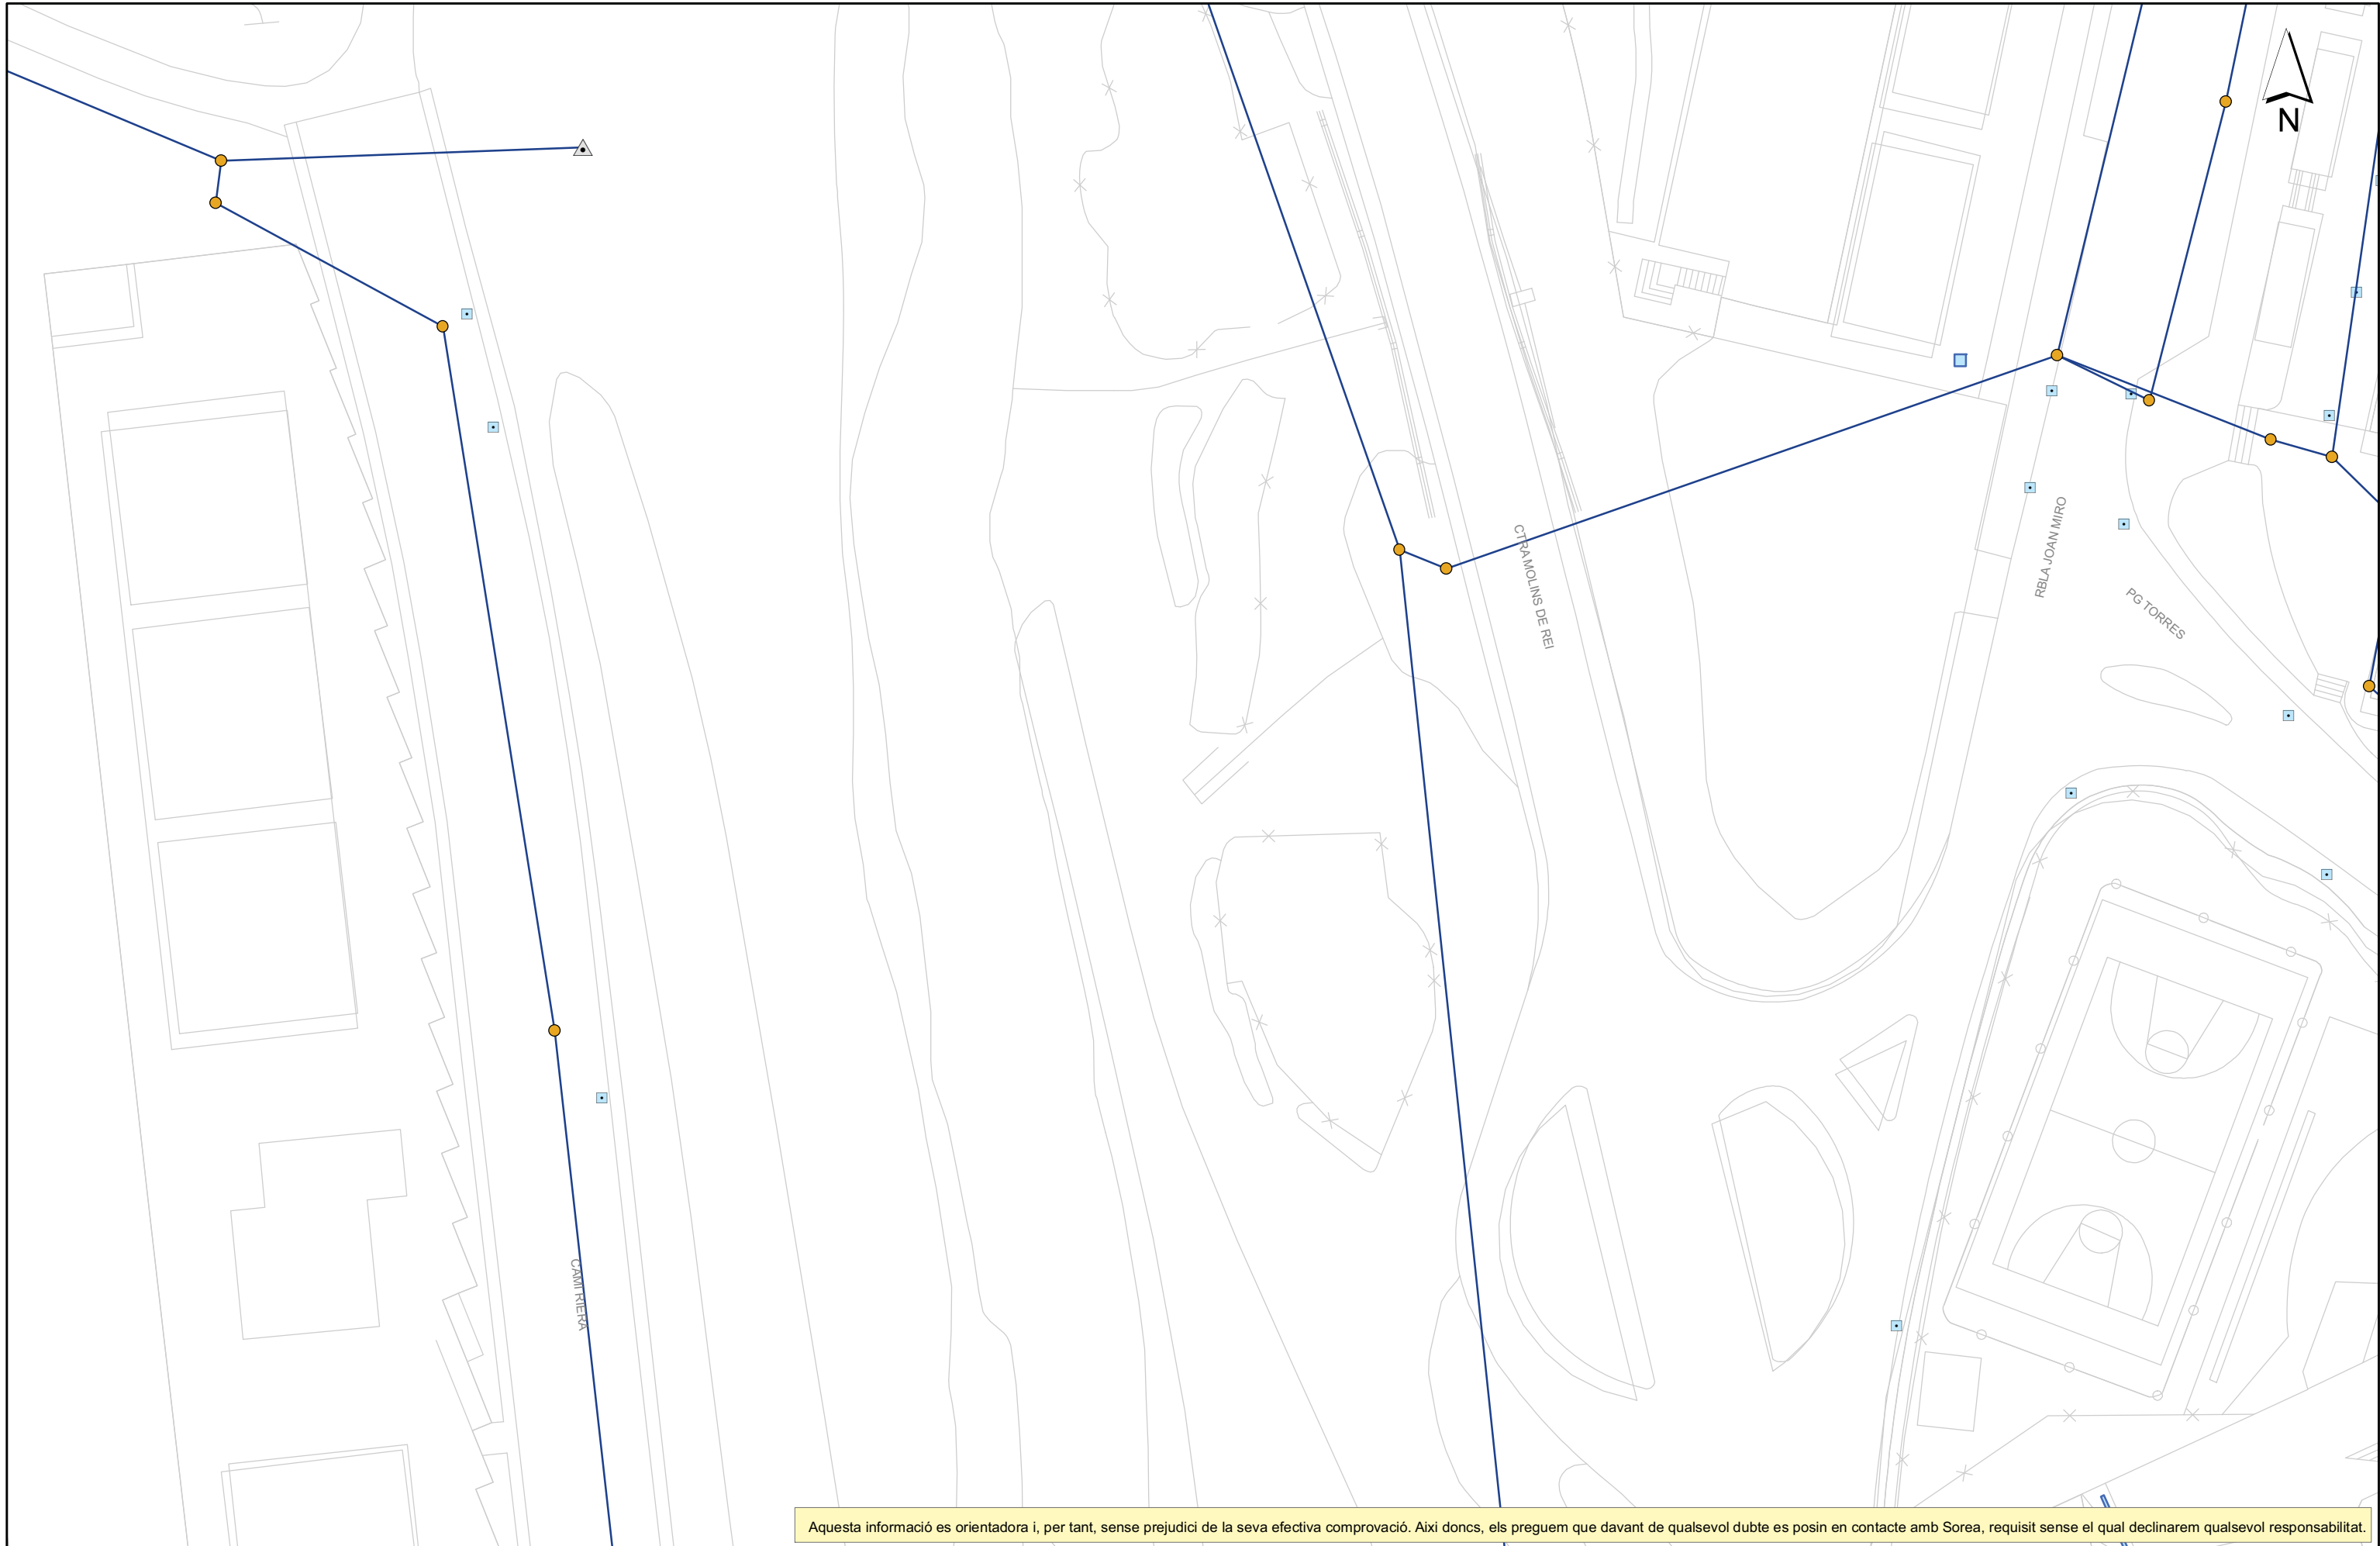 N
CTRA MOLINS DE REI
RBLA JOAN MIRO
PG TORRES
CAMI RIERA
Aquesta informació es orientadora i, per tant, sense prejudici de la seva efectiva comprovació. Aixi doncs, els preguem que davant de qualsevol dubte es posin en contacte amb Sorea, requisit sense el qual declinarem qualsevol responsabilitat.